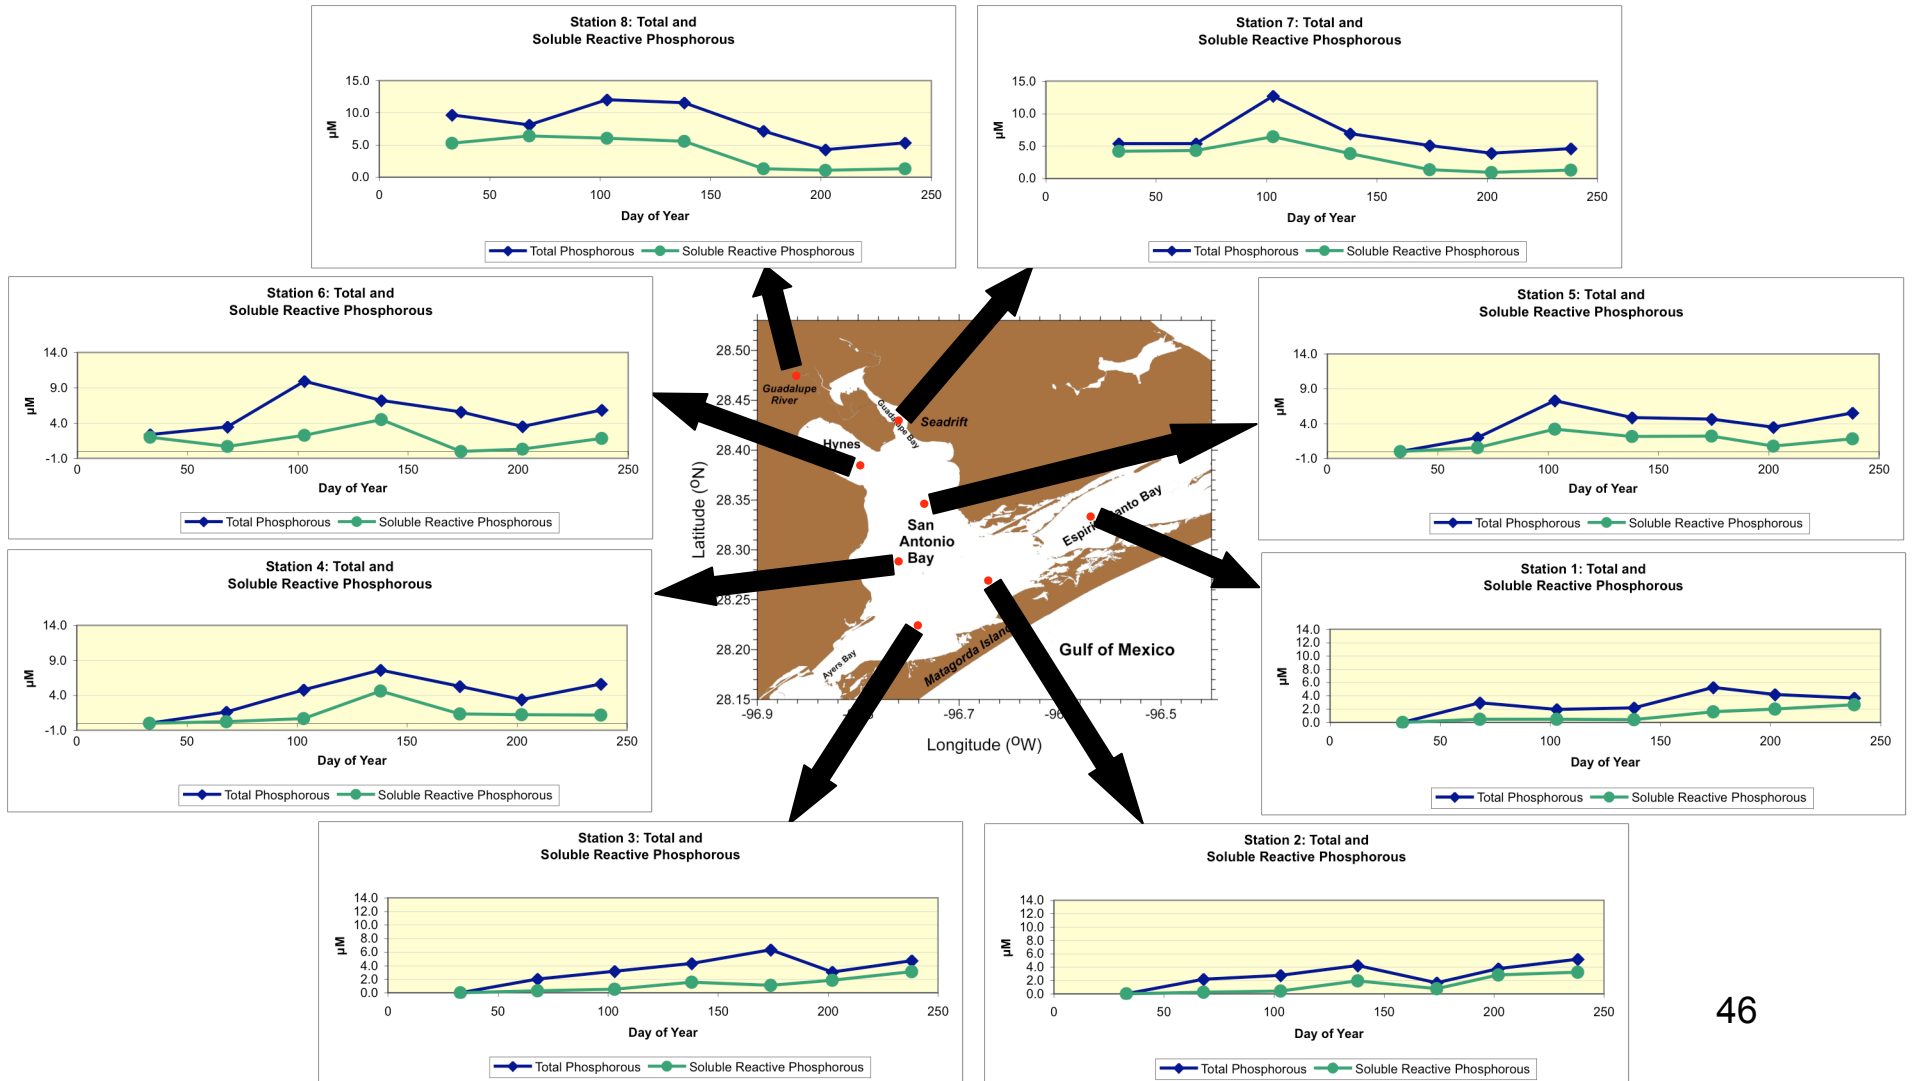 Station 8: Total and
Soluble Reactive Phosphorous
15.0
10.0
5.0
0.0
µM
0 50 100 150 200 250
Day of Year
Total Phosphorous Soluble Reactive Phosphorous
Station 7: Total and
Soluble Reactive Phosphorous
15.0
10.0
5.0
0.0
µM
0 50 100 150 200 250
Day of Year
Total Phosphorous Soluble Reactive Phosphorous
Station 6: Total and
Soluble Reactive Phosphorous
14.0
9.0
4.0
-1.0
µM
0 50 100 150 200 250
Day of Year
Total Phosphorous Soluble Reactive Phosphorous
28.50
28.45
28.40
28.35
28.30
28.25
28.20
28.15
Latitude (ᴼN)
-96.9 -96.7 -96.5
Longitude (ᴼW)
Guadalupe
River
Seadrift
Hynes
San
Antonio
Bay
Ayers Bay
Matagorda Island
Gulf of Mexico
Station 5: Total and
Soluble Reactive Phosphorous
14.0
9.0
4.0
-1.0
µM
0 50 100 150 200 250
Day of Year
Total Phosphorous Soluble Reactive Phosphorous
Station 4: Total and
Soluble Reactive Phosphorous
14.0
9.0
4.0
-1.0
µM
0 50 100 150 200 250
Day of Year
Total Phosphorous Soluble Reactive Phosphorous
Station 1: Total and
Soluble Reactive Phosphorous
14.0
12.0
10.0
8.0
6.0
4.0
2.0
0.0
µM
0 50 100 150 200 250
Day of Year
Total Phosphorous Soluble Reactive Phosphorous
Station 3: Total and
Soluble Reactive Phosphorous
14.0
12.0
10.0
8.0
6.0
4.0
2.0
0.0
µM
0 50 100 150 200 250
Day of Year
Total Phosphorous Soluble Reactive Phosphorous
Station 2: Total and
Soluble Reactive Phosphorous
14.0
12.0
10.0
8.0
6.0
4.0
2.0
0.0
µM
0 50 100 150 200 250
Day of Year
Total Phosphorous Soluble Reactive Phosphorous
46